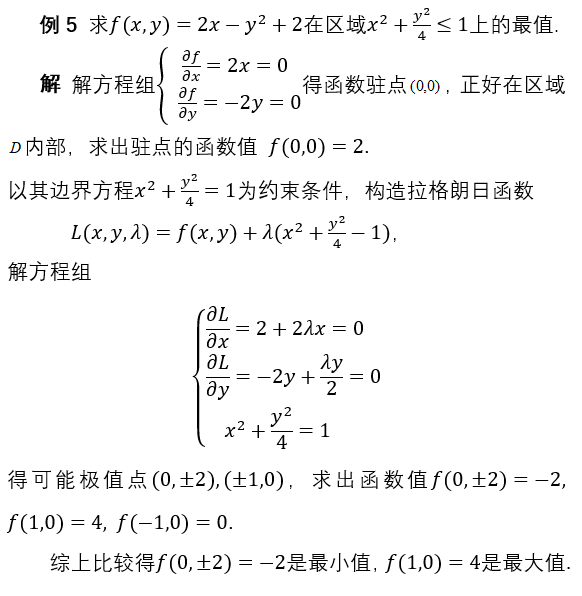 例 5 求f(x,y) = 2x − y² + 2在区域x² + y²/4 ≤ 1上的最值.
解 解方程组{ ∂f/∂x = 2x = 0, ∂f/∂y = −2y = 0 得函数驻点(0,0)，正好在区域
D内部，求出驻点的函数值 f(0,0) = 2.
以其边界方程x² + y²/4 = 1为约束条件，构造拉格朗日函数
L(x,y,λ) = f(x,y) + λ(x² + y²/4 − 1),
解方程组
∂L/∂x = 2 + 2λx = 0
∂L/∂y = −2y + λy/2 = 0
x² + y²/4 = 1
得可能极值点(0,±2),(±1,0)，求出函数值f(0,±2) = −2,
f(1,0) = 4, f(−1,0) = 0.
综上比较得f(0,±2) = −2是最小值, f(1,0) = 4是最大值.